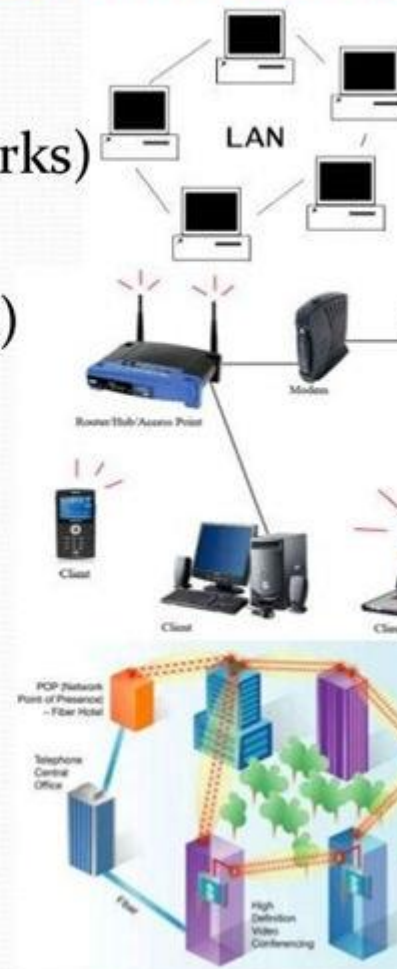 LAN
rks)
)
Modem
Router/Hub/Access Point
Client
Client
Clien
POP (Network
Point of Presence)
– Fiber Hotel
Telephone
Central
Office
Fiber
High
Definition
Video
Conferencing